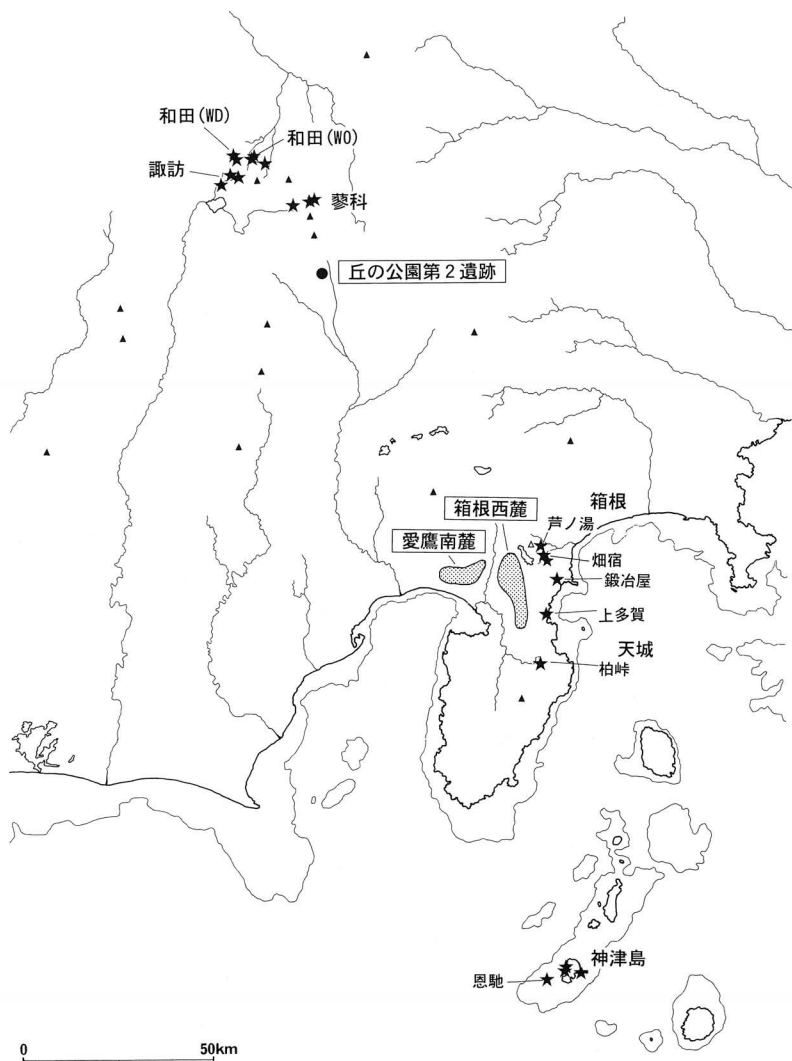 和田(WD)
和田(WO)
諏訪
蓼科
丘の公園第2遺跡
箱根西麓
箱根
芦ノ湯
愛鷹南麓
畑宿
鍛冶屋
上多賀
天城
柏峠
神津島
恩馳
0
50km